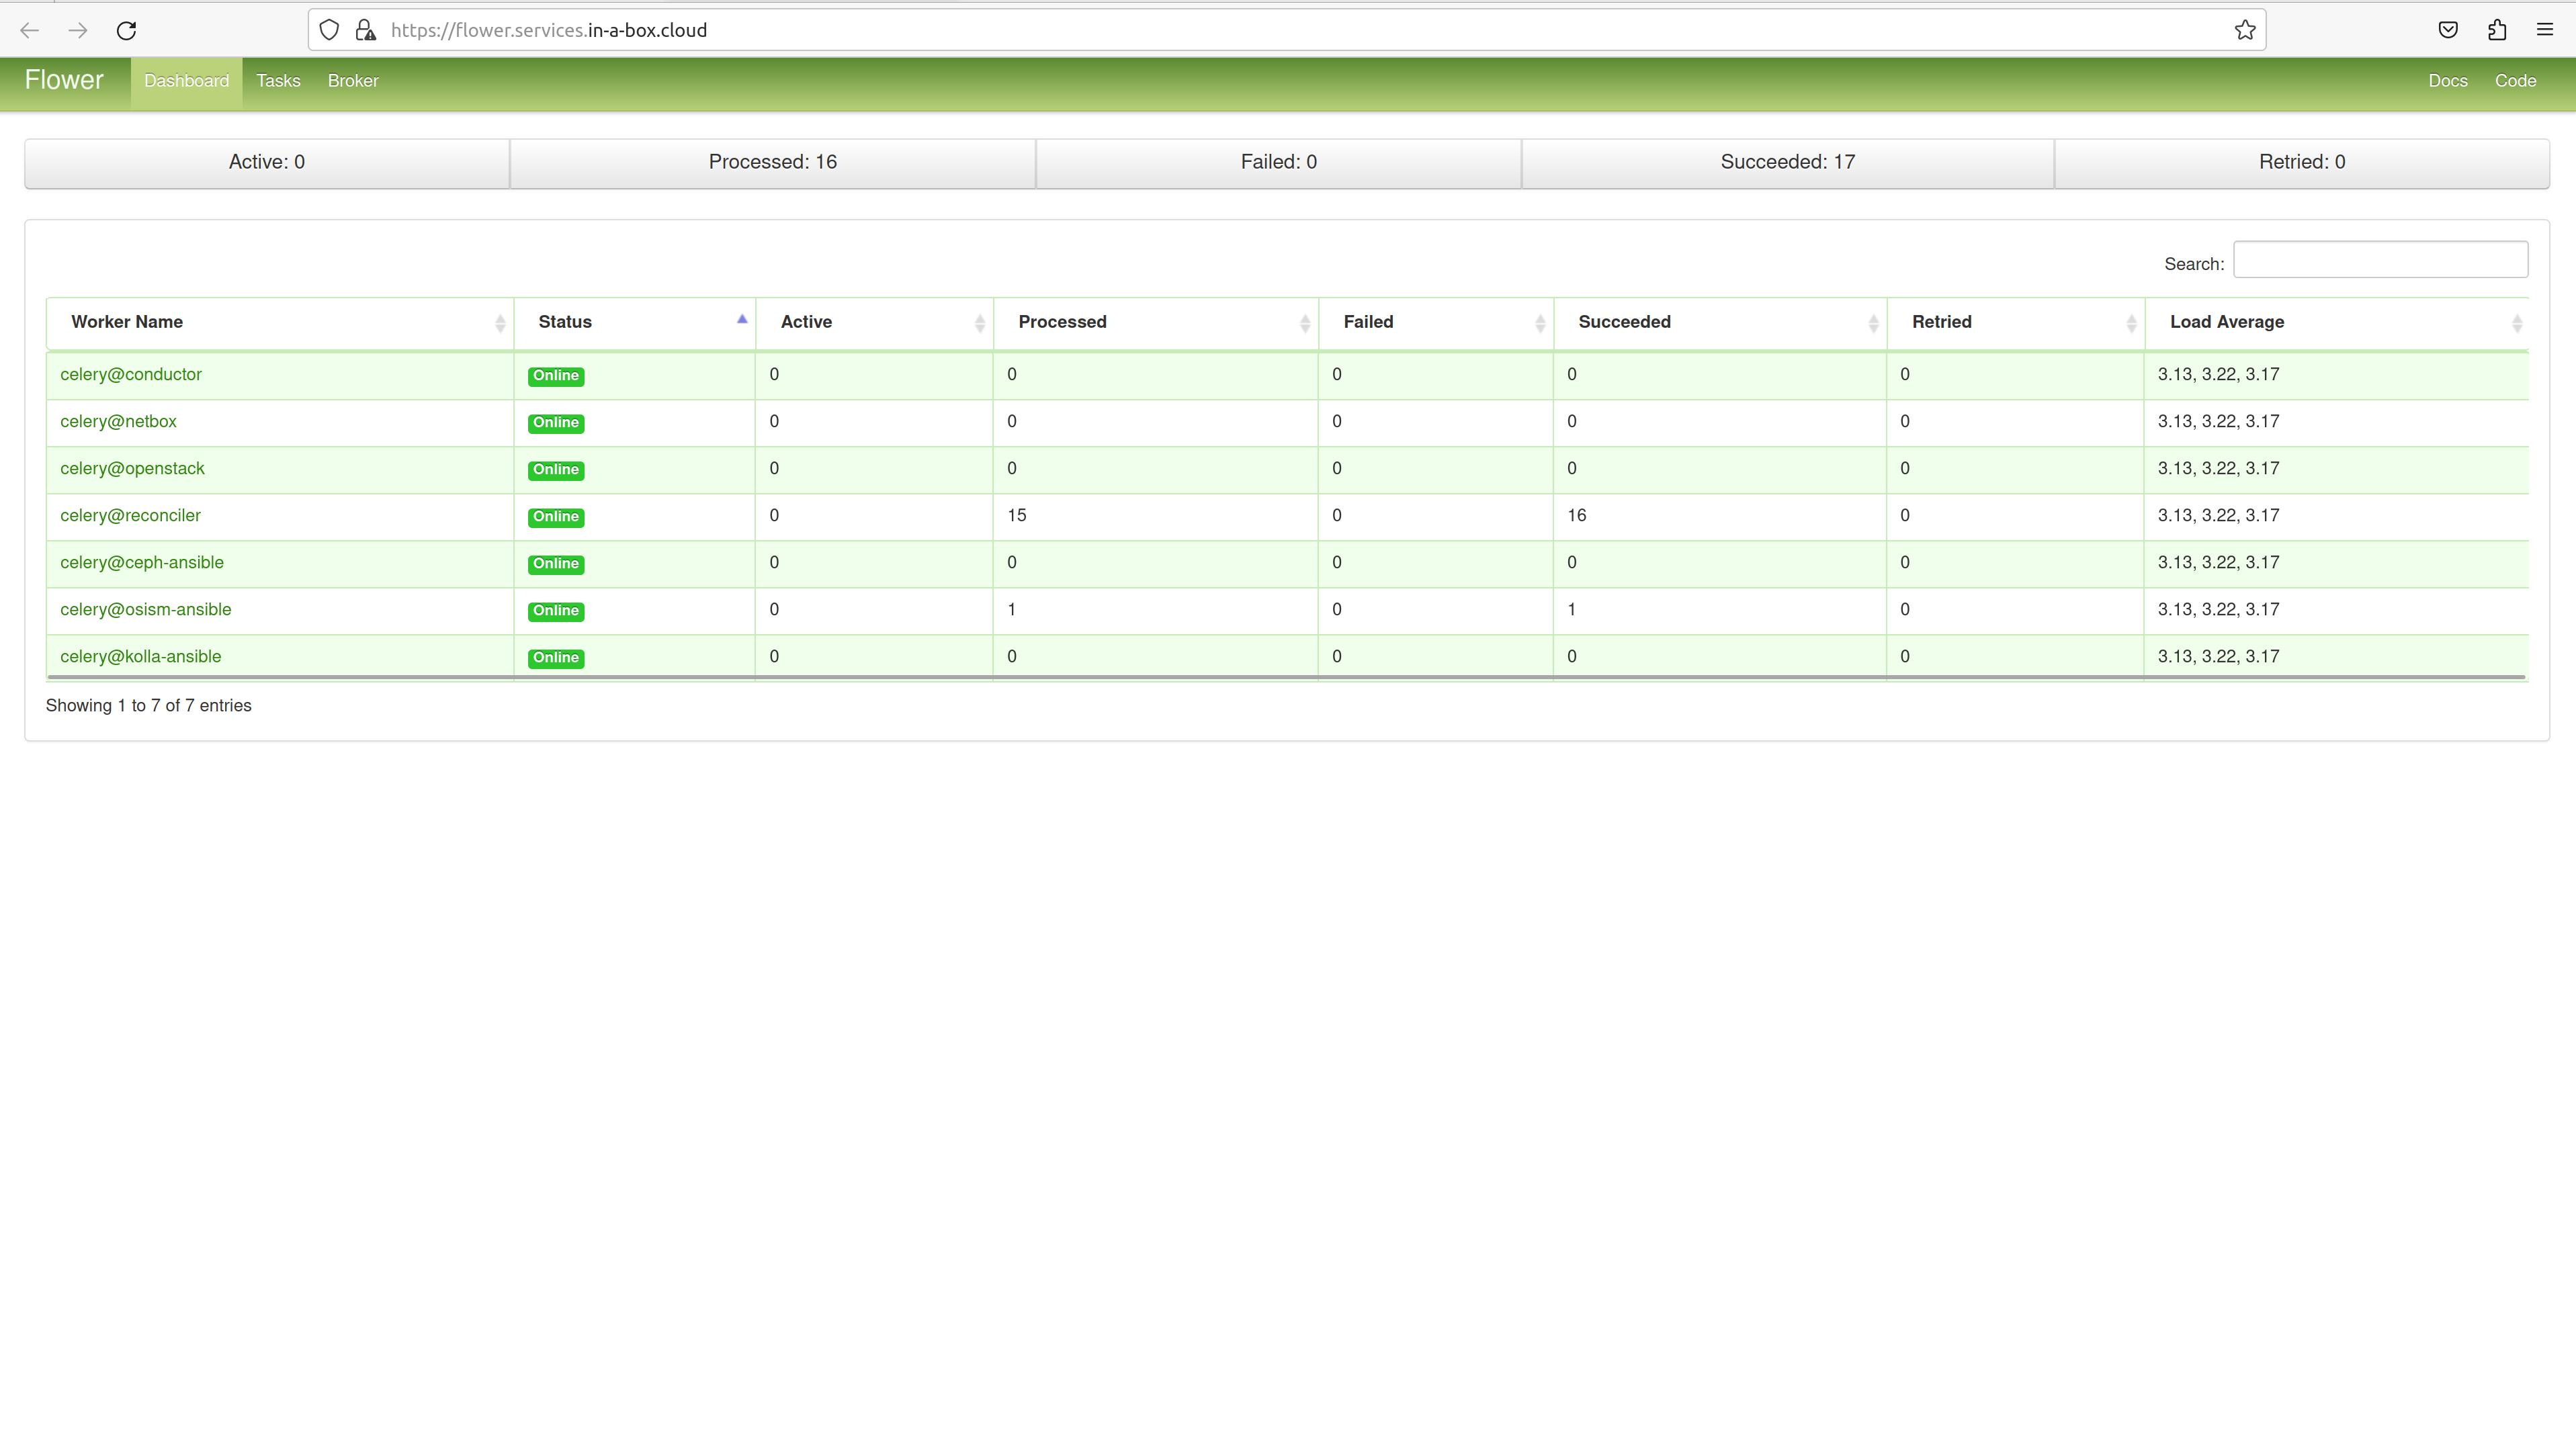 https://flower.services.in-a-box.cloud
Flower Dashboard Tasks Broker Docs Code
Active: 0 Processed: 16 Failed: 0 Succeeded: 17 Retried: 0
Search:
Worker Name Status Active Processed Failed Succeeded Retried Load Average
celery@conductor Online 0 0 0 0 0 3.13, 3.22, 3.17
celery@netbox Online 0 0 0 0 0 3.13, 3.22, 3.17
celery@openstack Online 0 0 0 0 0 3.13, 3.22, 3.17
celery@reconciler Online 0 15 0 16 0 3.13, 3.22, 3.17
celery@ceph-ansible Online 0 0 0 0 0 3.13, 3.22, 3.17
celery@osism-ansible Online 0 1 0 1 0 3.13, 3.22, 3.17
celery@kolla-ansible Online 0 0 0 0 0 3.13, 3.22, 3.17
Showing 1 to 7 of 7 entries